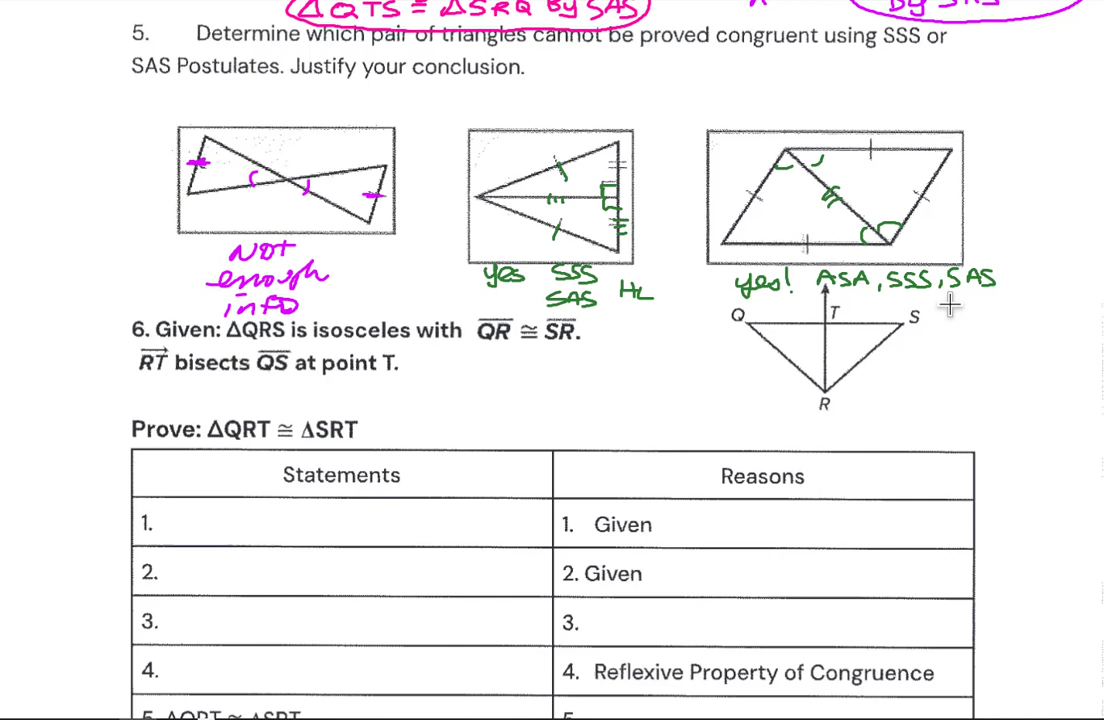 △QTS ≅ △SRQ By SAS
By SAS
5. Determine which pair of triangles cannot be proved congruent using SSS or
SAS Postulates. Justify your conclusion.
Not
enough
info
yes SSS
SAS HL
yes! ASA, SSS, SAS
6. Given: ΔQRS is isosceles with QR ≅ SR.
RT bisects QS at point T.
Q T S
R
Prove: ΔQRT ≅ ΔSRT
Statements Reasons
1. 1. Given
2. 2. Given
3. 3.
4. 4. Reflexive Property of Congruence
5. ΔQRT ≅ ΔSRT 5.